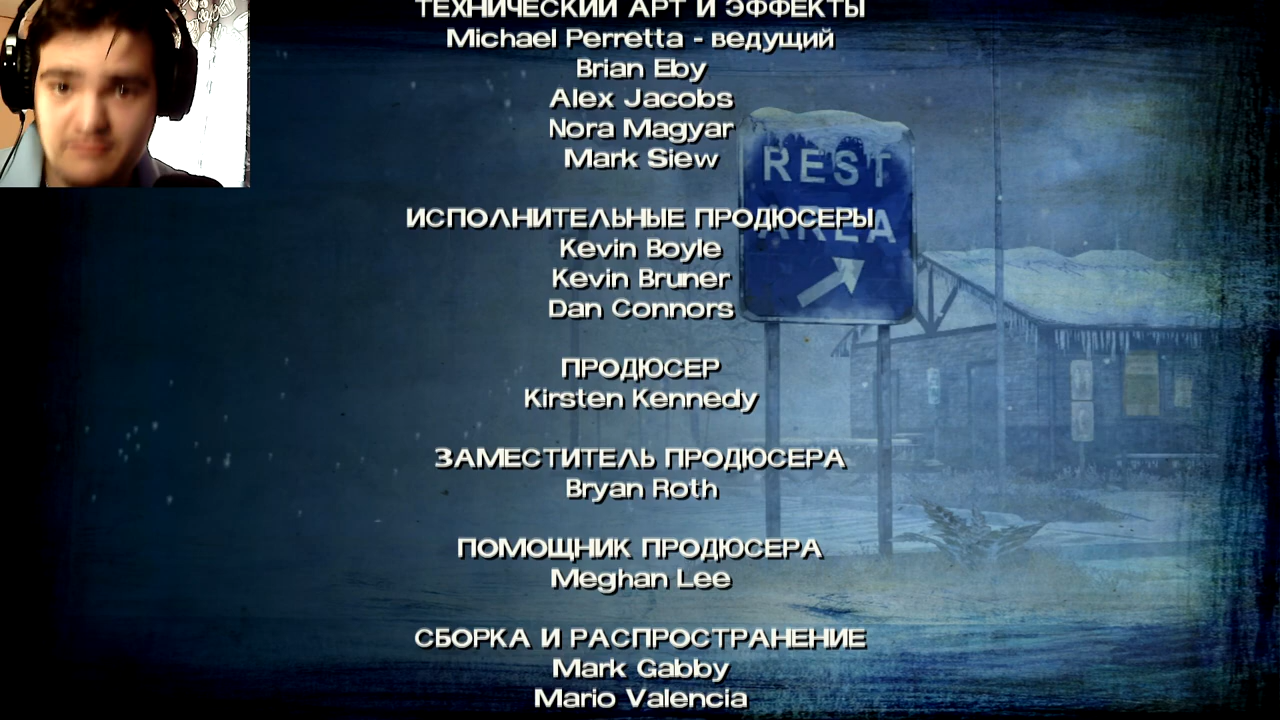 ТЕХНИЧЕСКИЙ АРТ И ЭФФЕКТЫ
Michael Perretta - ведущий
Brian Eby
Alex Jacobs
Nora Magyar
Mark Siew
ИСПОЛНИТЕЛЬНЫЕ ПРОДЮСЕРЫ
Kevin Boyle
Kevin Bruner
Dan Connors
ПРОДЮСЕР
Kirsten Kennedy
ЗАМЕСТИТЕЛЬ ПРОДЮСЕРА
Bryan Roth
ПОМОЩНИК ПРОДЮСЕРА
Meghan Lee
СБОРКА И РАСПРОСТРАНЕНИЕ
Mark Gabby
Mario Valencia
REST
AREA